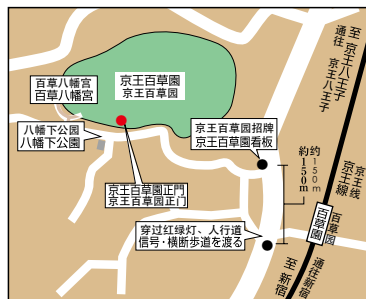 至 京王八王子
通往 京王八王子
京王百草園
京王百草园
百草八幡宫
百草八幡宮
八幡下公园
八幡下公園
京王百草园招牌
京王百草園看板
约150m
約150m
京王线
京王線
京王百草園正門
京王百草园正门
百草园
百草園
穿过红绿灯、人行道
信号・横断歩道を渡る
通往新宿
至 新宿